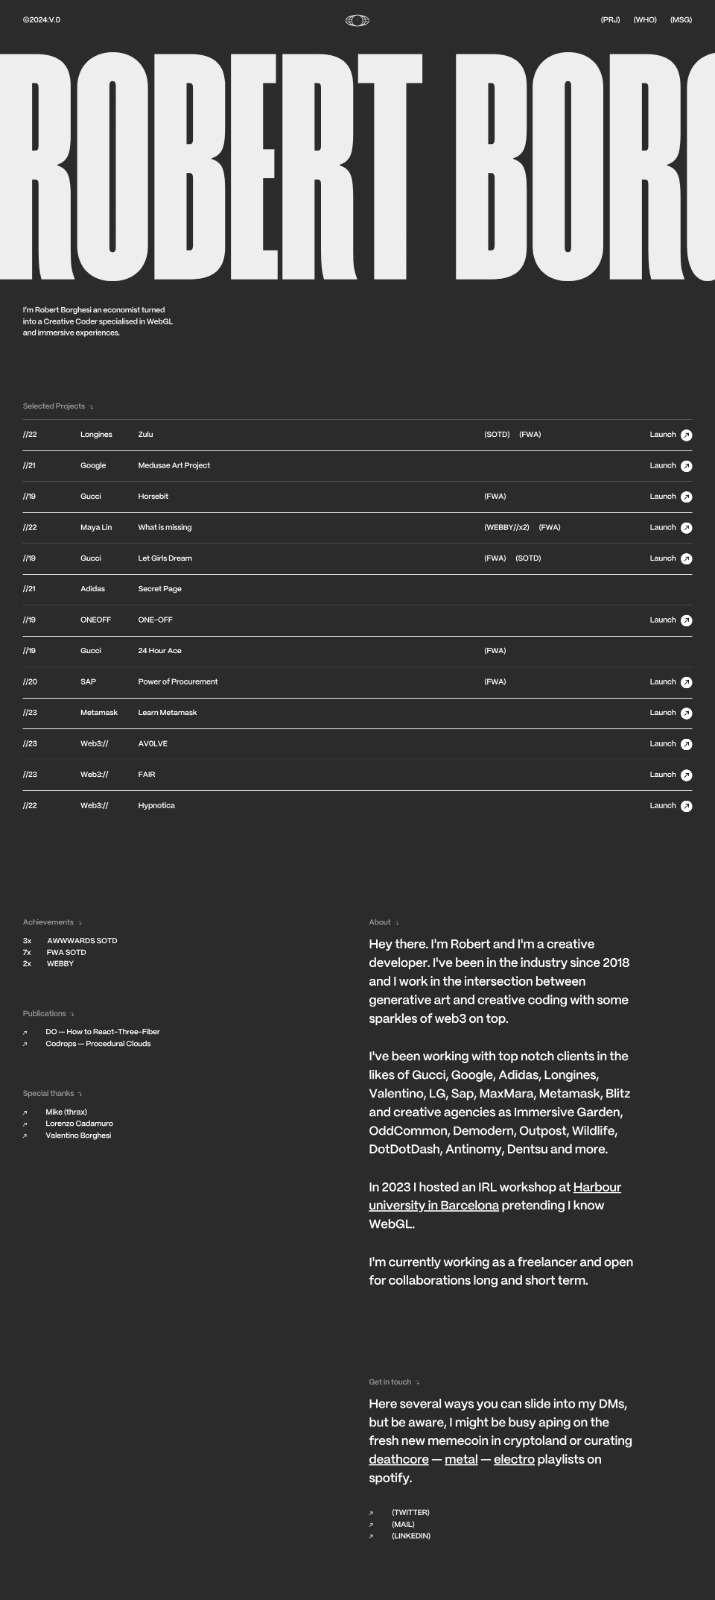 ©2024:V.0 (PRJ) (WHO) (MSG)
ROBERT BORG
I'm Robert Borghesi an economist turned
into a Creative Coder specialised in WebGL
and immersive experiences.
Selected Projects
//22 Longines Zulu (SOTD) (FWA) Launch
//21 Google Medusae Art Project Launch
//19 Gucci Horsebit (FWA) Launch
//22 Maya Lin What is missing (WEBBY//x2) (FWA) Launch
//19 Gucci Let Girls Dream (FWA) (SOTD) Launch
//21 Adidas Secret Page
//19 ONEOFF ONE-OFF Launch
//19 Gucci 24 Hour Ace (FWA)
//20 SAP Power of Procurement (FWA) Launch
//23 Metamask Learn Metamask Launch
//23 Web3:// AV0LVE Launch
//23 Web3:// FAIR Launch
//22 Web3:// Hypnotica Launch
Achievements
3x AWWWARDS SOTD
7x FWA SOTD
2x WEBBY
Publications
DO — How to React-Three-Fiber
Codrops — Procedural Clouds
Special thanks
Mike (thrax)
Lorenzo Cadamuro
Valentino Borghesi
About
Hey there. I'm Robert and I'm a creative
developer. I've been in the industry since 2018
and I work in the intersection between
generative art and creative coding with some
sparkles of web3 on top.
I've been working with top notch clients in the
likes of Gucci, Google, Adidas, Longines,
Valentino, LG, Sap, MaxMara, Metamask, Blitz
and creative agencies as Immersive Garden,
OddCommon, Demodern, Outpost, Wildlife,
DotDotDash, Antinomy, Dentsu and more.
In 2023 I hosted an IRL workshop at Harbour
university in Barcelona pretending I know
WebGL.
I'm currently working as a freelancer and open
for collaborations long and short term.
Get in touch
Here several ways you can slide into my DMs,
but be aware, I might be busy aping on the
fresh new memecoin in cryptoland or curating
deathcore — metal — electro playlists on
spotify.
(TWITTER)
(MAIL)
(LINKEDIN)